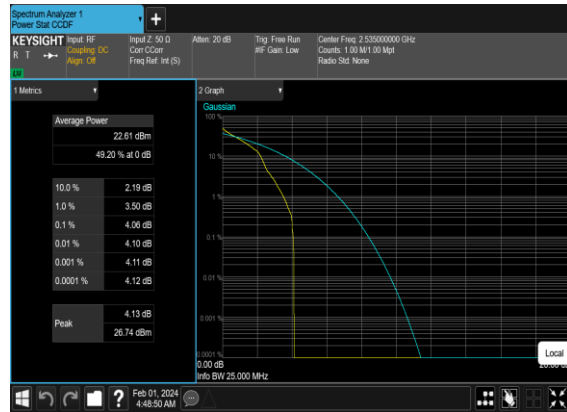 Spectrum Analyzer 1
Power Stat CCDF
KEYSIGHT
R T
LV
Input: RF
Coupling: DC
Align: Off
Input Z: 50 Ω
Corr CCorr
Freq Ref: Int (S)
Atten: 20 dB
Trig: Free Run
#IF Gain: Low
Center Freq: 2.535000000 GHz
Counts: 1.00 M/1.00 Mpt
Radio Std: None
1 Metrics
Average Power
22.61 dBm
49.20 % at 0 dB
10.0 % 2.19 dB
1.0 % 3.50 dB
0.1 % 4.06 dB
0.01 % 4.10 dB
0.001 % 4.11 dB
0.0001 % 4.12 dB
Peak
4.13 dB
26.74 dBm
2 Graph
Gaussian
100 %
10 %
1 %
0.1 %
0.01 %
0.001 %
0.0001 %
0.00 dB
Info BW 25.000 MHz
Local
Feb 01, 2024
4:48:50 AM